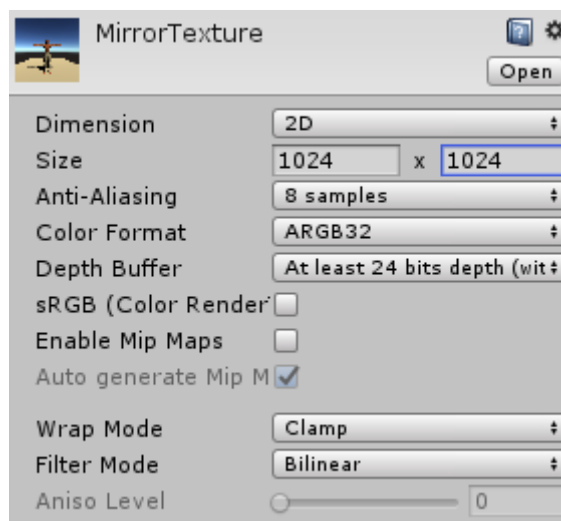 MirrorTexture
Open
Dimension 2D
Size 1024 x 1024
Anti-Aliasing 8 samples
Color Format ARGB32
Depth Buffer At least 24 bits depth (wit
sRGB (Color Render
Enable Mip Maps
Auto generate Mip M
Wrap Mode Clamp
Filter Mode Bilinear
Aniso Level 0